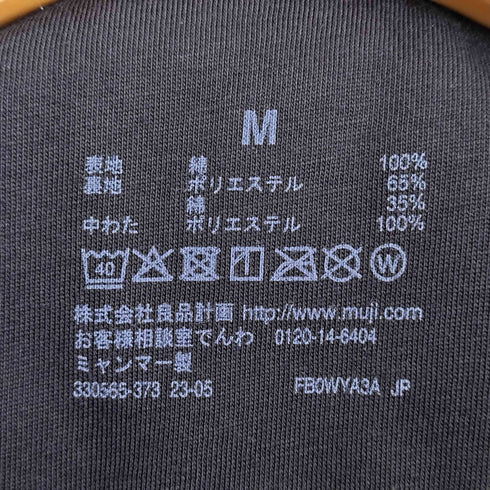 M
表地 綿 100%
裏地 ポリエステル 65%
綿 35%
中わた ポリエステル 100%
40 W
株式会社良品計画 http://www.muji.com
お客様相談室でんわ 0120-14-6404
ミャンマー製
330565-373 23-05 FB0WYA3A JP